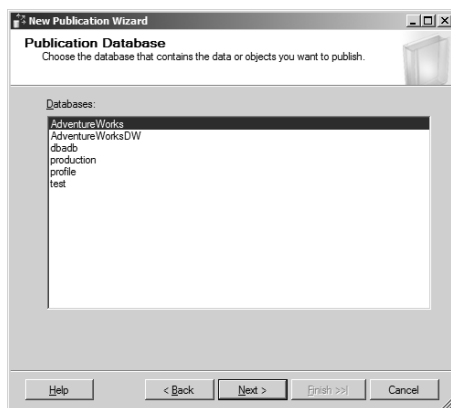 New Publication Wizard
Publication Database
Choose the database that contains the data or objects you want to publish.
Databases:
AdventureWorks
AdventureWorksDW
dbadb
production
profile
test
Help
< Back
Next >
Finish >>|
Cancel